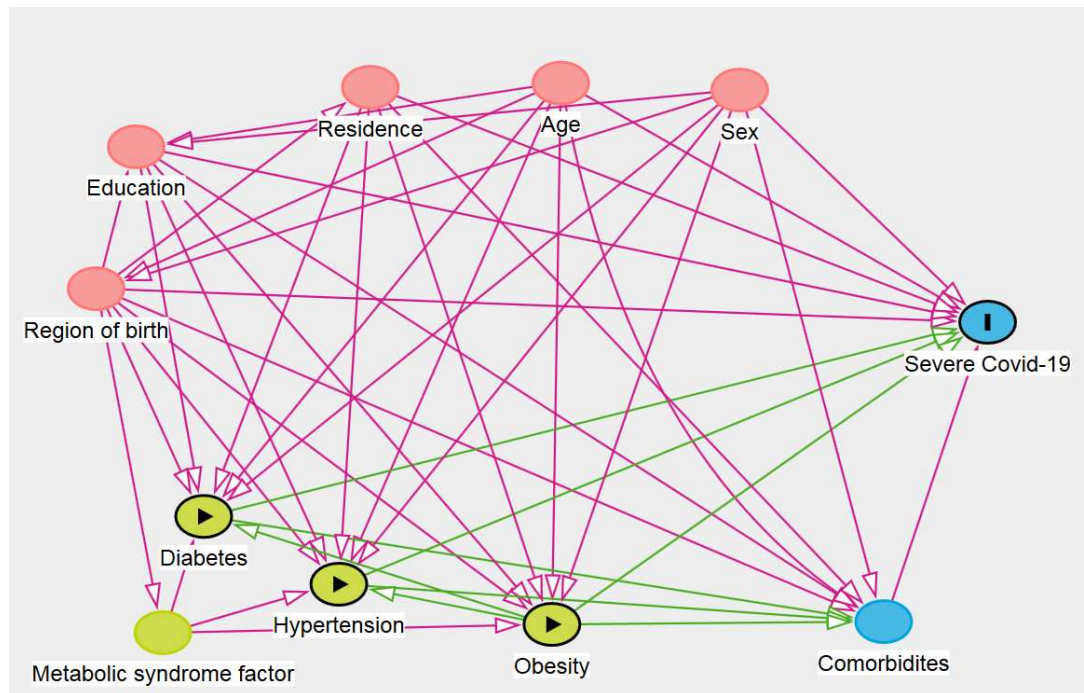 Residence
Age
Sex
Education
Region of birth
Severe Covid-19
Diabetes
Hypertension
Obesity
Comorbidites
Metabolic syndrome factor